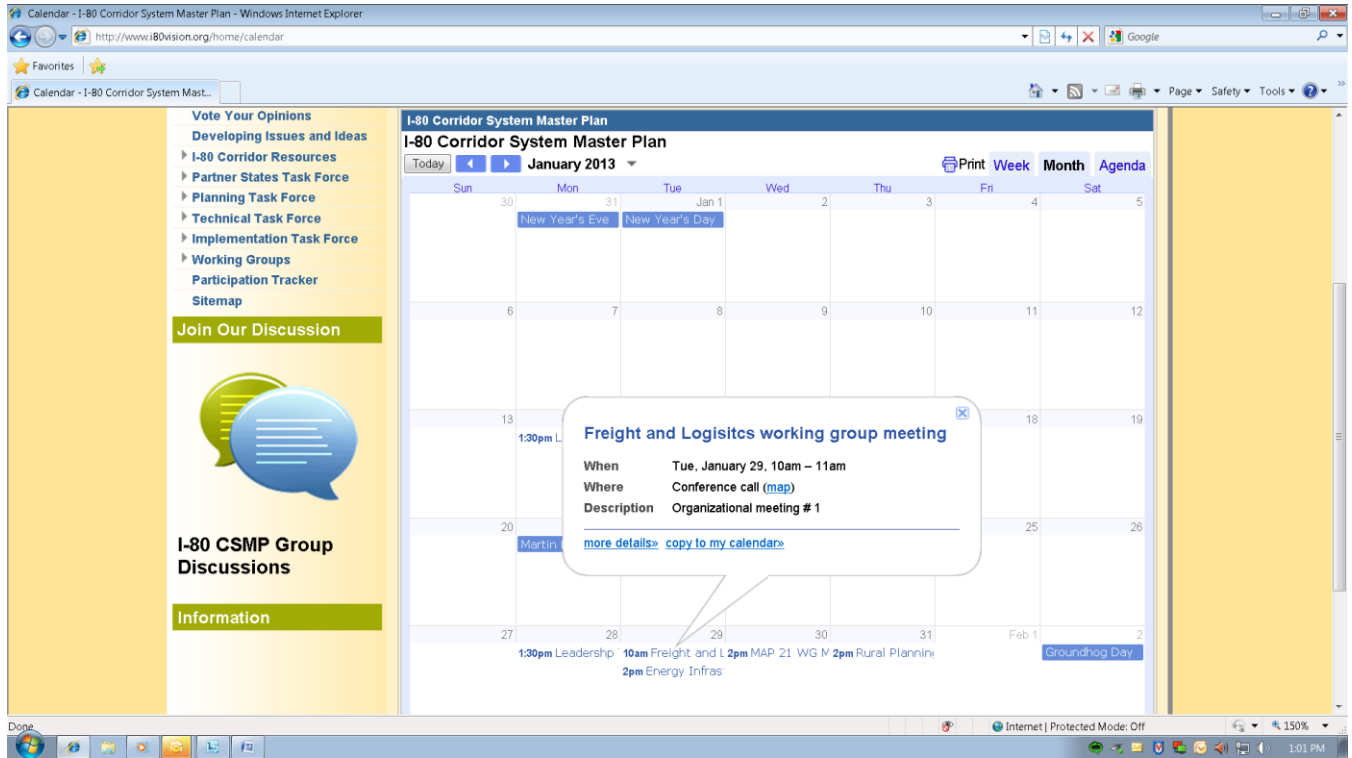 Calendar - I-80 Corridor System Master Plan - Windows Internet Explorer
http://www.i80vision.org/home/calendar
Google
Favorites
Calendar - I-80 Corridor System Mast...
Page Safety Tools
Vote Your Opinions
Developing Issues and Ideas
I-80 Corridor Resources
Partner States Task Force
Planning Task Force
Technical Task Force
Implementation Task Force
Working Groups
Participation Tracker
Sitemap
Join Our Discussion
I-80 CSMP Group
Discussions
Information
I-80 Corridor System Master Plan
I-80 Corridor System Master Plan
Today January 2013 Print Week Month Agenda
Sun Mon Tue Wed Thu Fri Sat
30 31 Jan 1 2 3 4 5
New Year's Eve New Year's Day
6 7 8 9 10 11 12
13 18 19
1:30pm L
Freight and Logisitcs working group meeting
When Tue, January 29, 10am – 11am
Where Conference call (map)
Description Organizational meeting # 1
20 25 26
Martin
more details» copy to my calendar»
27 28 29 30 31 Feb 1 2
1:30pm Leadershp 10am Freight and L 2pm MAP 21 WG M 2pm Rural Planning Groundhog Day
2pm Energy Infras
Done
Internet | Protected Mode: Off
150%
1:01 PM